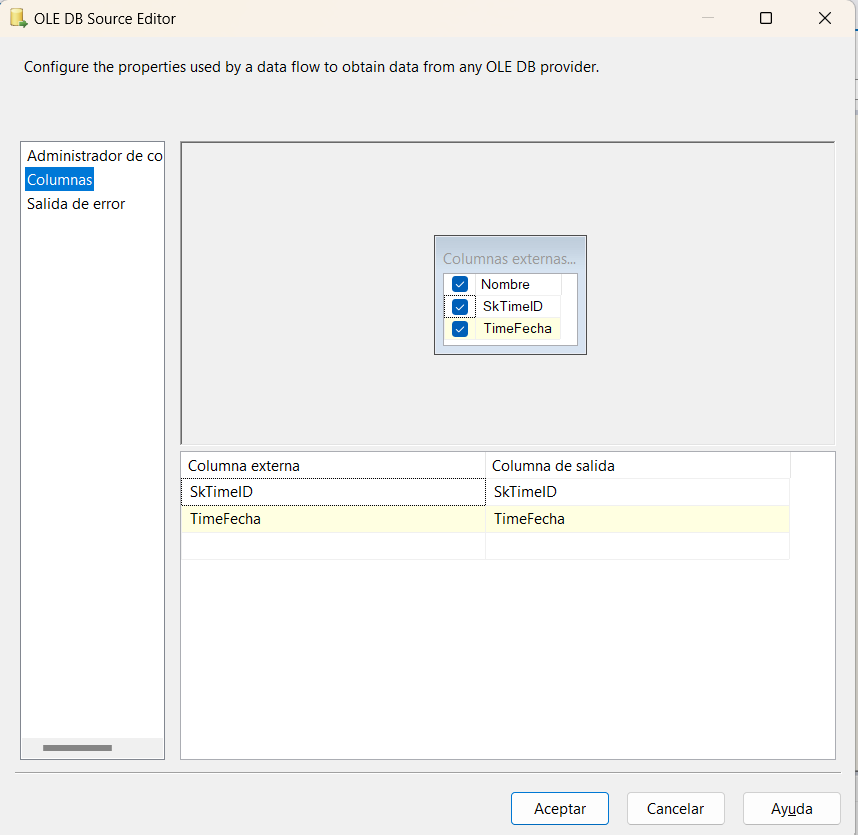 OLE DB Source Editor
Configure the properties used by a data flow to obtain data from any OLE DB provider.
Administrador de co
Columnas
Salida de error
Columnas externas...
Nombre
SkTimeID
TimeFecha
Columna externa Columna de salida
SkTimeID SkTimeID
TimeFecha TimeFecha
Aceptar Cancelar Ayuda